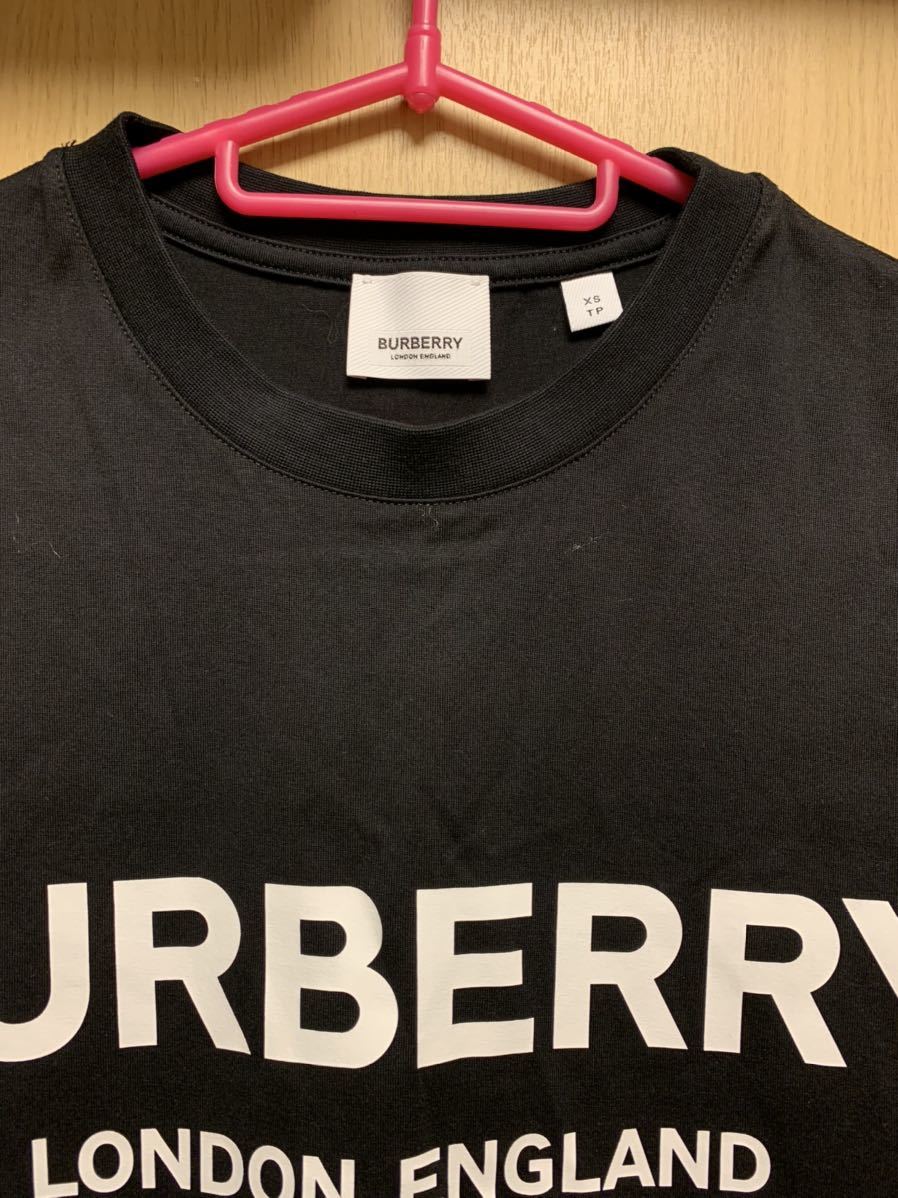 BURBERRY
LONDON ENGLAND
XS
TP
URBERRY
LONDON ENGLAND